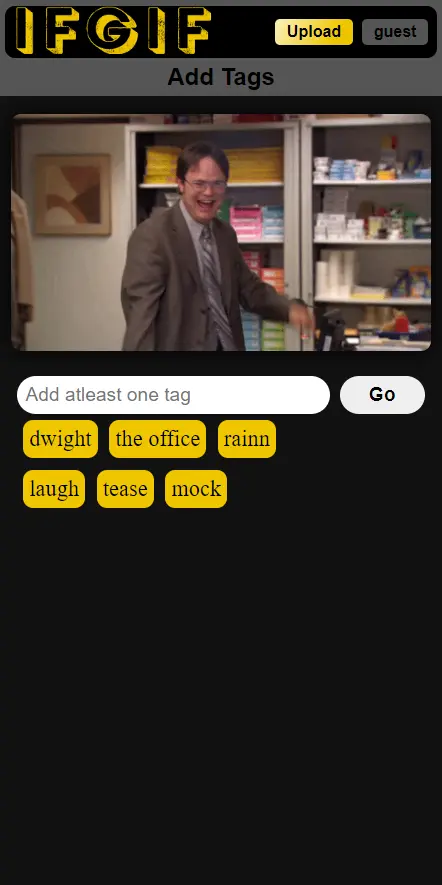 IFGIF Upload guest
Add Tags
Add atleast one tag Go
dwight the office rainn
laugh tease mock